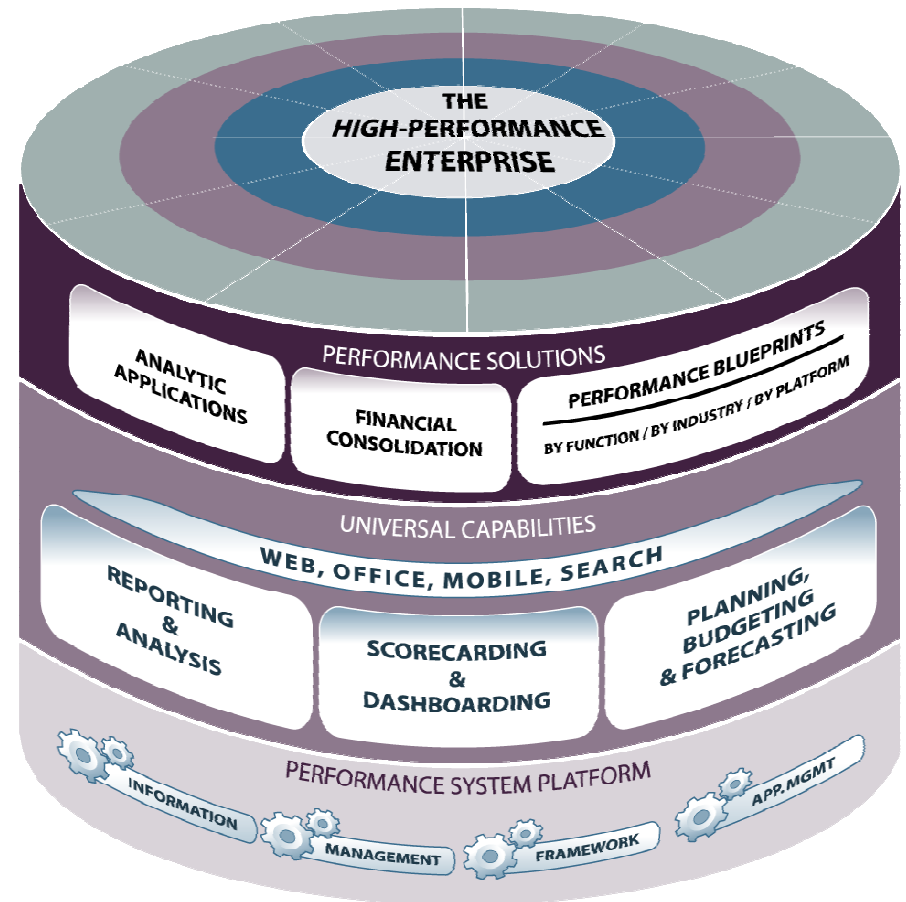 THE
HIGH-PERFORMANCE
ENTERPRISE
PERFORMANCE SOLUTIONS
ANALYTIC
APPLICATIONS
FINANCIAL
CONSOLIDATION
PERFORMANCE BLUEPRINTS
BY FUNCTION / BY INDUSTRY / BY PLATFORM
UNIVERSAL CAPABILITIES
WEB, OFFICE, MOBILE, SEARCH
REPORTING
&
ANALYSIS
SCORECARDING
&
DASHBOARDING
PLANNING,
BUDGETING
& FORECASTING
PERFORMANCE SYSTEM PLATFORM
INFORMATION
MANAGEMENT
FRAMEWORK
APP.MGMT